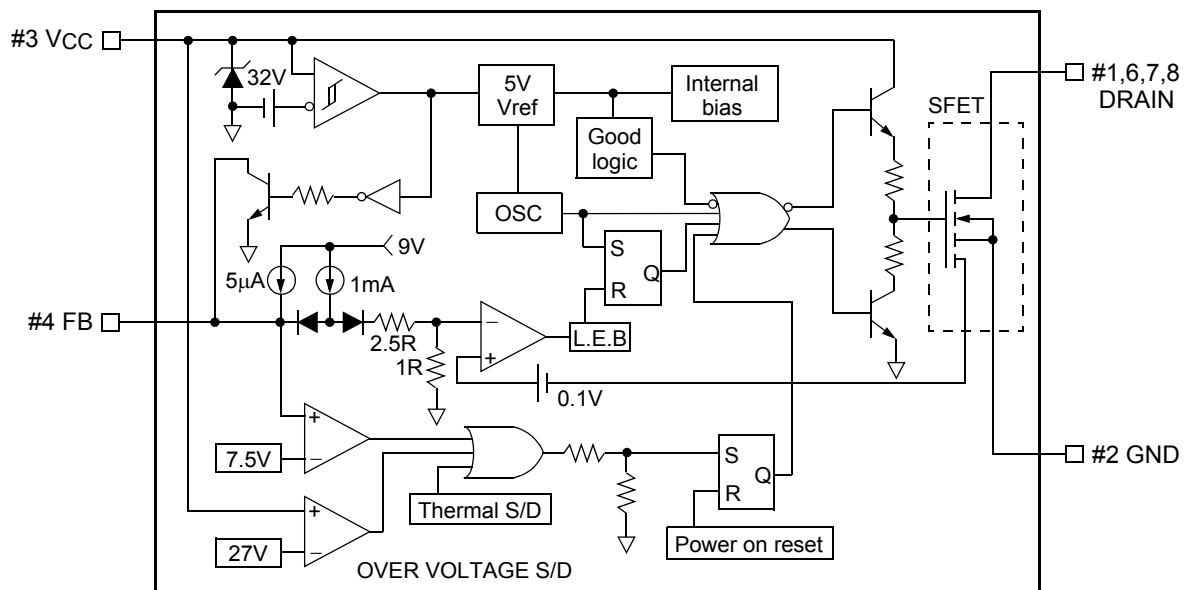 #3 VCC
32V
5V
Vref
Internal
bias
#1,6,7,8
DRAIN
SFET
Good
logic
OSC
9V
S
R
Q
5μA
1mA
#4 FB
2.5R
1R
−
+
L.E.B
0.1V
+
−
7.5V
#2 GND
S
R
Q
Thermal S/D
+
−
27V
Power on reset
OVER VOLTAGE S/D